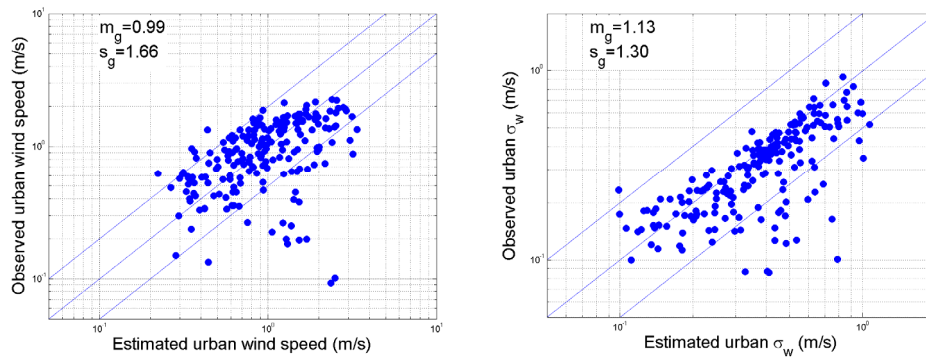 m_g=0.99
s_g=1.66
Observed urban wind speed (m/s)
10^1
10^0
10^-1
10^-1
10^0
10^1
Estimated urban wind speed (m/s)
m_g=1.13
s_g=1.30
Observed urban σ_w (m/s)
10^0
10^-1
10^-1
10^0
Estimated urban σ_w (m/s)